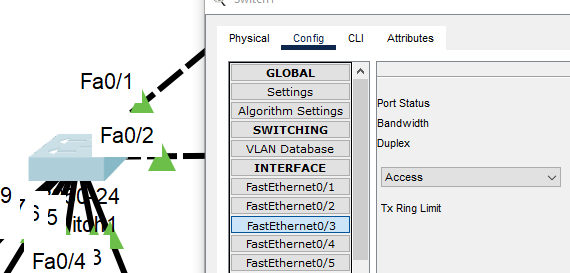 Switch1
Physical
Config
CLI
Attributes
GLOBAL
Settings
Algorithm Settings
SWITCHING
VLAN Database
INTERFACE
FastEthernet0/1
FastEthernet0/2
FastEthernet0/3
FastEthernet0/4
FastEthernet0/5
Port Status
Bandwidth
Duplex
Access
Tx Ring Limit
Fa0/1
Fa0/2
24
9
6
5
itch1
Fa0/4
3